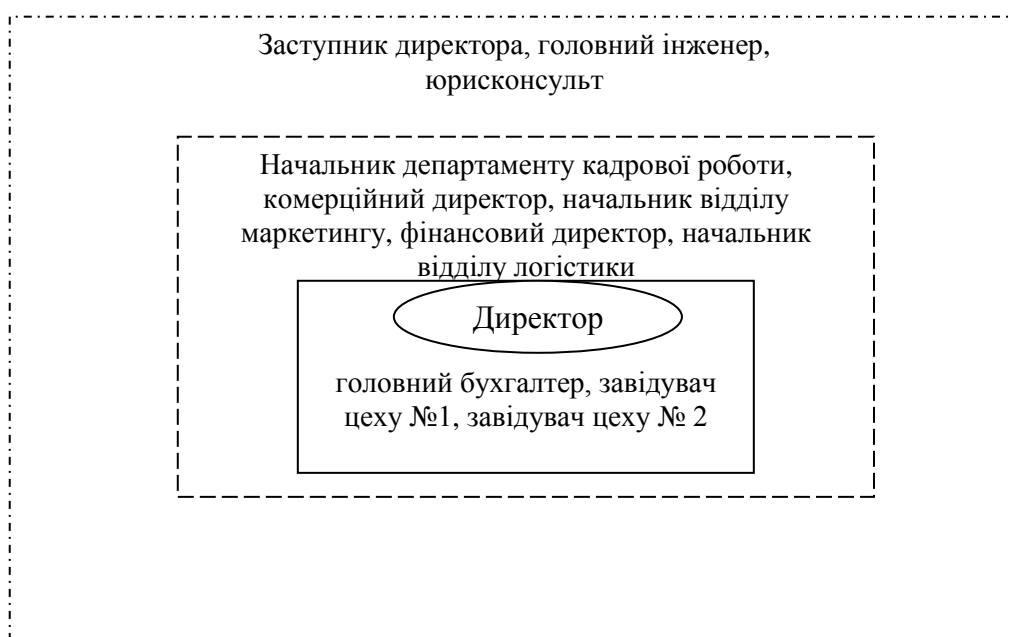 Заступник директора, головний інженер,
юрисконсульт
Начальник департаменту кадрової роботи,
комерційний директор, начальник відділу
маркетингу, фінансовий директор, начальник
відділу логістики
Директор
головний бухгалтер, завідувач
цеху №1, завідувач цеху № 2